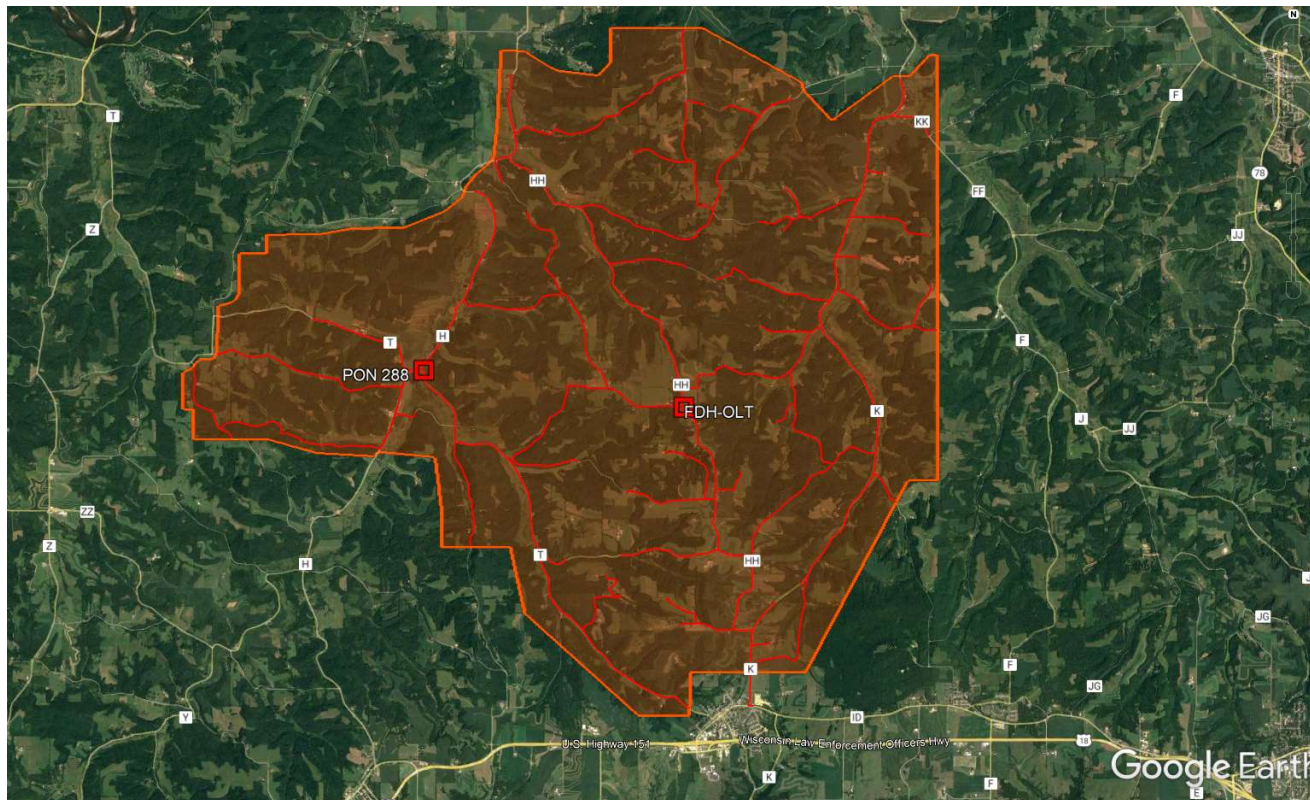 N
F
T
KK
78
HH
FF
Z
JJ
H
T
F
PON 288
HH
FDH-OLT
K
J
JJ
ZZ
Z
T
HH
H
J
JG
F
K
JG
Y
ID
U.S. Highway 151
Wisconsin Law Enforcement Officers Hwy
18
Google Earth
K
F
E